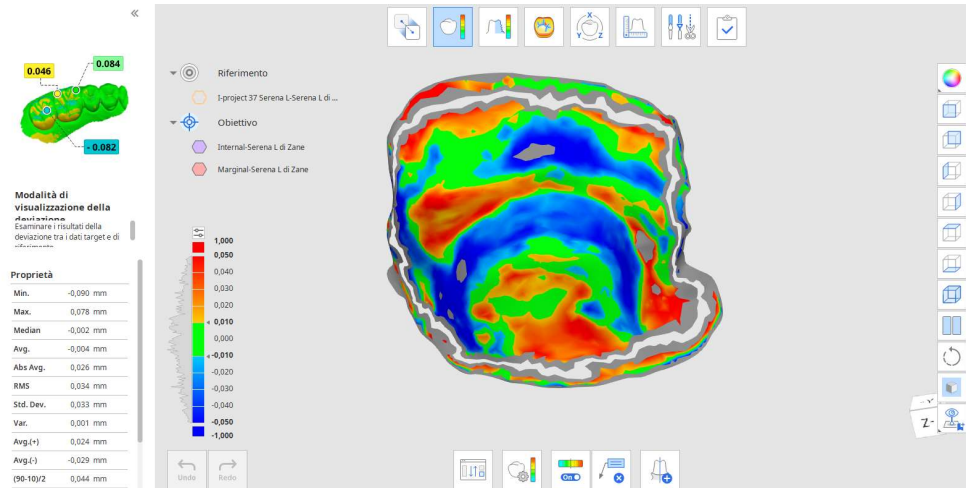 «
0.046
0.084
- 0.082
Modalità di
visualizzazione della
deviazione
Esaminare i risultati della
deviazione tra i dati target e di
riferimento
Proprietà
Min. -0,090 mm
Max. 0,078 mm
Median -0,002 mm
Avg. -0,004 mm
Abs Avg. 0,026 mm
RMS 0,034 mm
Std. Dev. 0,033 mm
Var. 0,001 mm
Avg.(+) 0,024 mm
Avg.(-) -0,029 mm
(90-10)/2 0,044 mm
X
Y Z
Riferimento
I-project 37 Serena L-Serena L di ...
Obiettivo
Internal-Serena L di Zane
Marginal-Serena L di Zane
1,000
0,050
0,040
0,030
0,020
0,010
0,000
-0,010
-0,020
-0,030
-0,040
-0,050
-1,000
Undo Redo
On
Z-